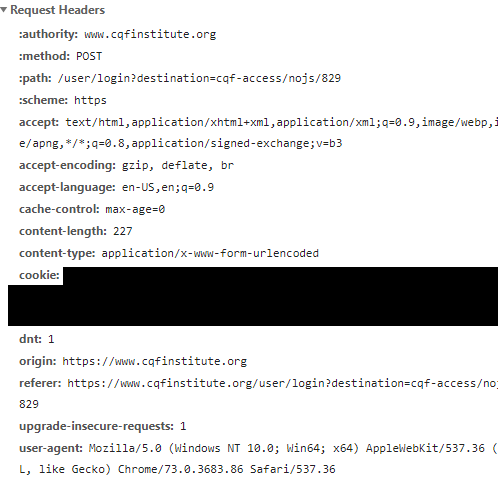 Request Headers
:authority: www.cqfinstitute.org
:method: POST
:path: /user/login?destination=cqf-access/nojs/829
:scheme: https
accept: text/html,application/xhtml+xml,application/xml;q=0.9,image/webp,i
e/apng,*/*;q=0.8,application/signed-exchange;v=b3
accept-encoding: gzip, deflate, br
accept-language: en-US,en;q=0.9
cache-control: max-age=0
content-length: 227
content-type: application/x-www-form-urlencoded
cookie:
dnt: 1
origin: https://www.cqfinstitute.org
referer: https://www.cqfinstitute.org/user/login?destination=cqf-access/noj
829
upgrade-insecure-requests: 1
user-agent: Mozilla/5.0 (Windows NT 10.0; Win64; x64) AppleWebKit/537.36 (
L, like Gecko) Chrome/73.0.3683.86 Safari/537.36